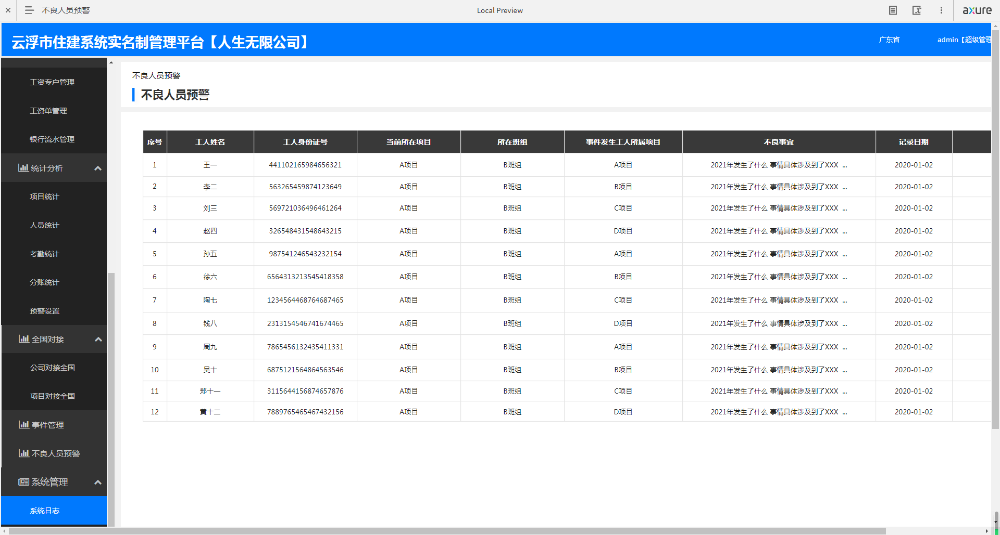 不良人员预警
Local Preview
axure
云浮市住建系统实名制管理平台【人生无限公司】
广东省
admin【超级管理
工资专户管理
工资单管理
银行流水管理
统计分析
项目统计
人员统计
考勤统计
分账统计
预警设置
全国对接
公司对接全国
项目对接全国
事件管理
不良人员预警
系统管理
系统日志
不良人员预警
不良人员预警
序号 工人姓名 工人身份证号 当前所在项目 所在班组 事件发生工人所属项目 不良事宜 记录日期
1 王一 441102165984656321 A项目 B班组 A项目 2021年发生了什么 事情具体涉及到了XXX ... 2020-01-02
2 李二 563265459874123649 A项目 B班组 B项目 2021年发生了什么 事情具体涉及到了XXX ... 2020-01-02
3 刘三 569721036496461264 A项目 B班组 C项目 2021年发生了什么 事情具体涉及到了XXX ... 2020-01-02
4 赵四 326548431548643215 A项目 B班组 D项目 2021年发生了什么 事情具体涉及到了XXX ... 2020-01-02
5 孙五 987541246543232154 A项目 B班组 A项目 2021年发生了什么 事情具体涉及到了XXX ... 2020-01-02
6 徐六 6564313213545418358 A项目 B班组 B项目 2021年发生了什么 事情具体涉及到了XXX ... 2020-01-02
7 陶七 1234564468764687465 A项目 B班组 C项目 2021年发生了什么 事情具体涉及到了XXX ... 2020-01-02
8 钱八 2313154546741674465 A项目 B班组 D项目 2021年发生了什么 事情具体涉及到了XXX ... 2020-01-02
9 周九 7865456132435411331 A项目 B班组 A项目 2021年发生了什么 事情具体涉及到了XXX ... 2020-01-02
10 吴十 6875121564864563546 A项目 B班组 B项目 2021年发生了什么 事情具体涉及到了XXX ... 2020-01-02
11 郑十一 3115644156874657876 A项目 B班组 C项目 2021年发生了什么 事情具体涉及到了XXX ... 2020-01-02
12 黄十二 7889765465467432156 A项目 B班组 D项目 2021年发生了什么 事情具体涉及到了XXX ... 2020-01-02